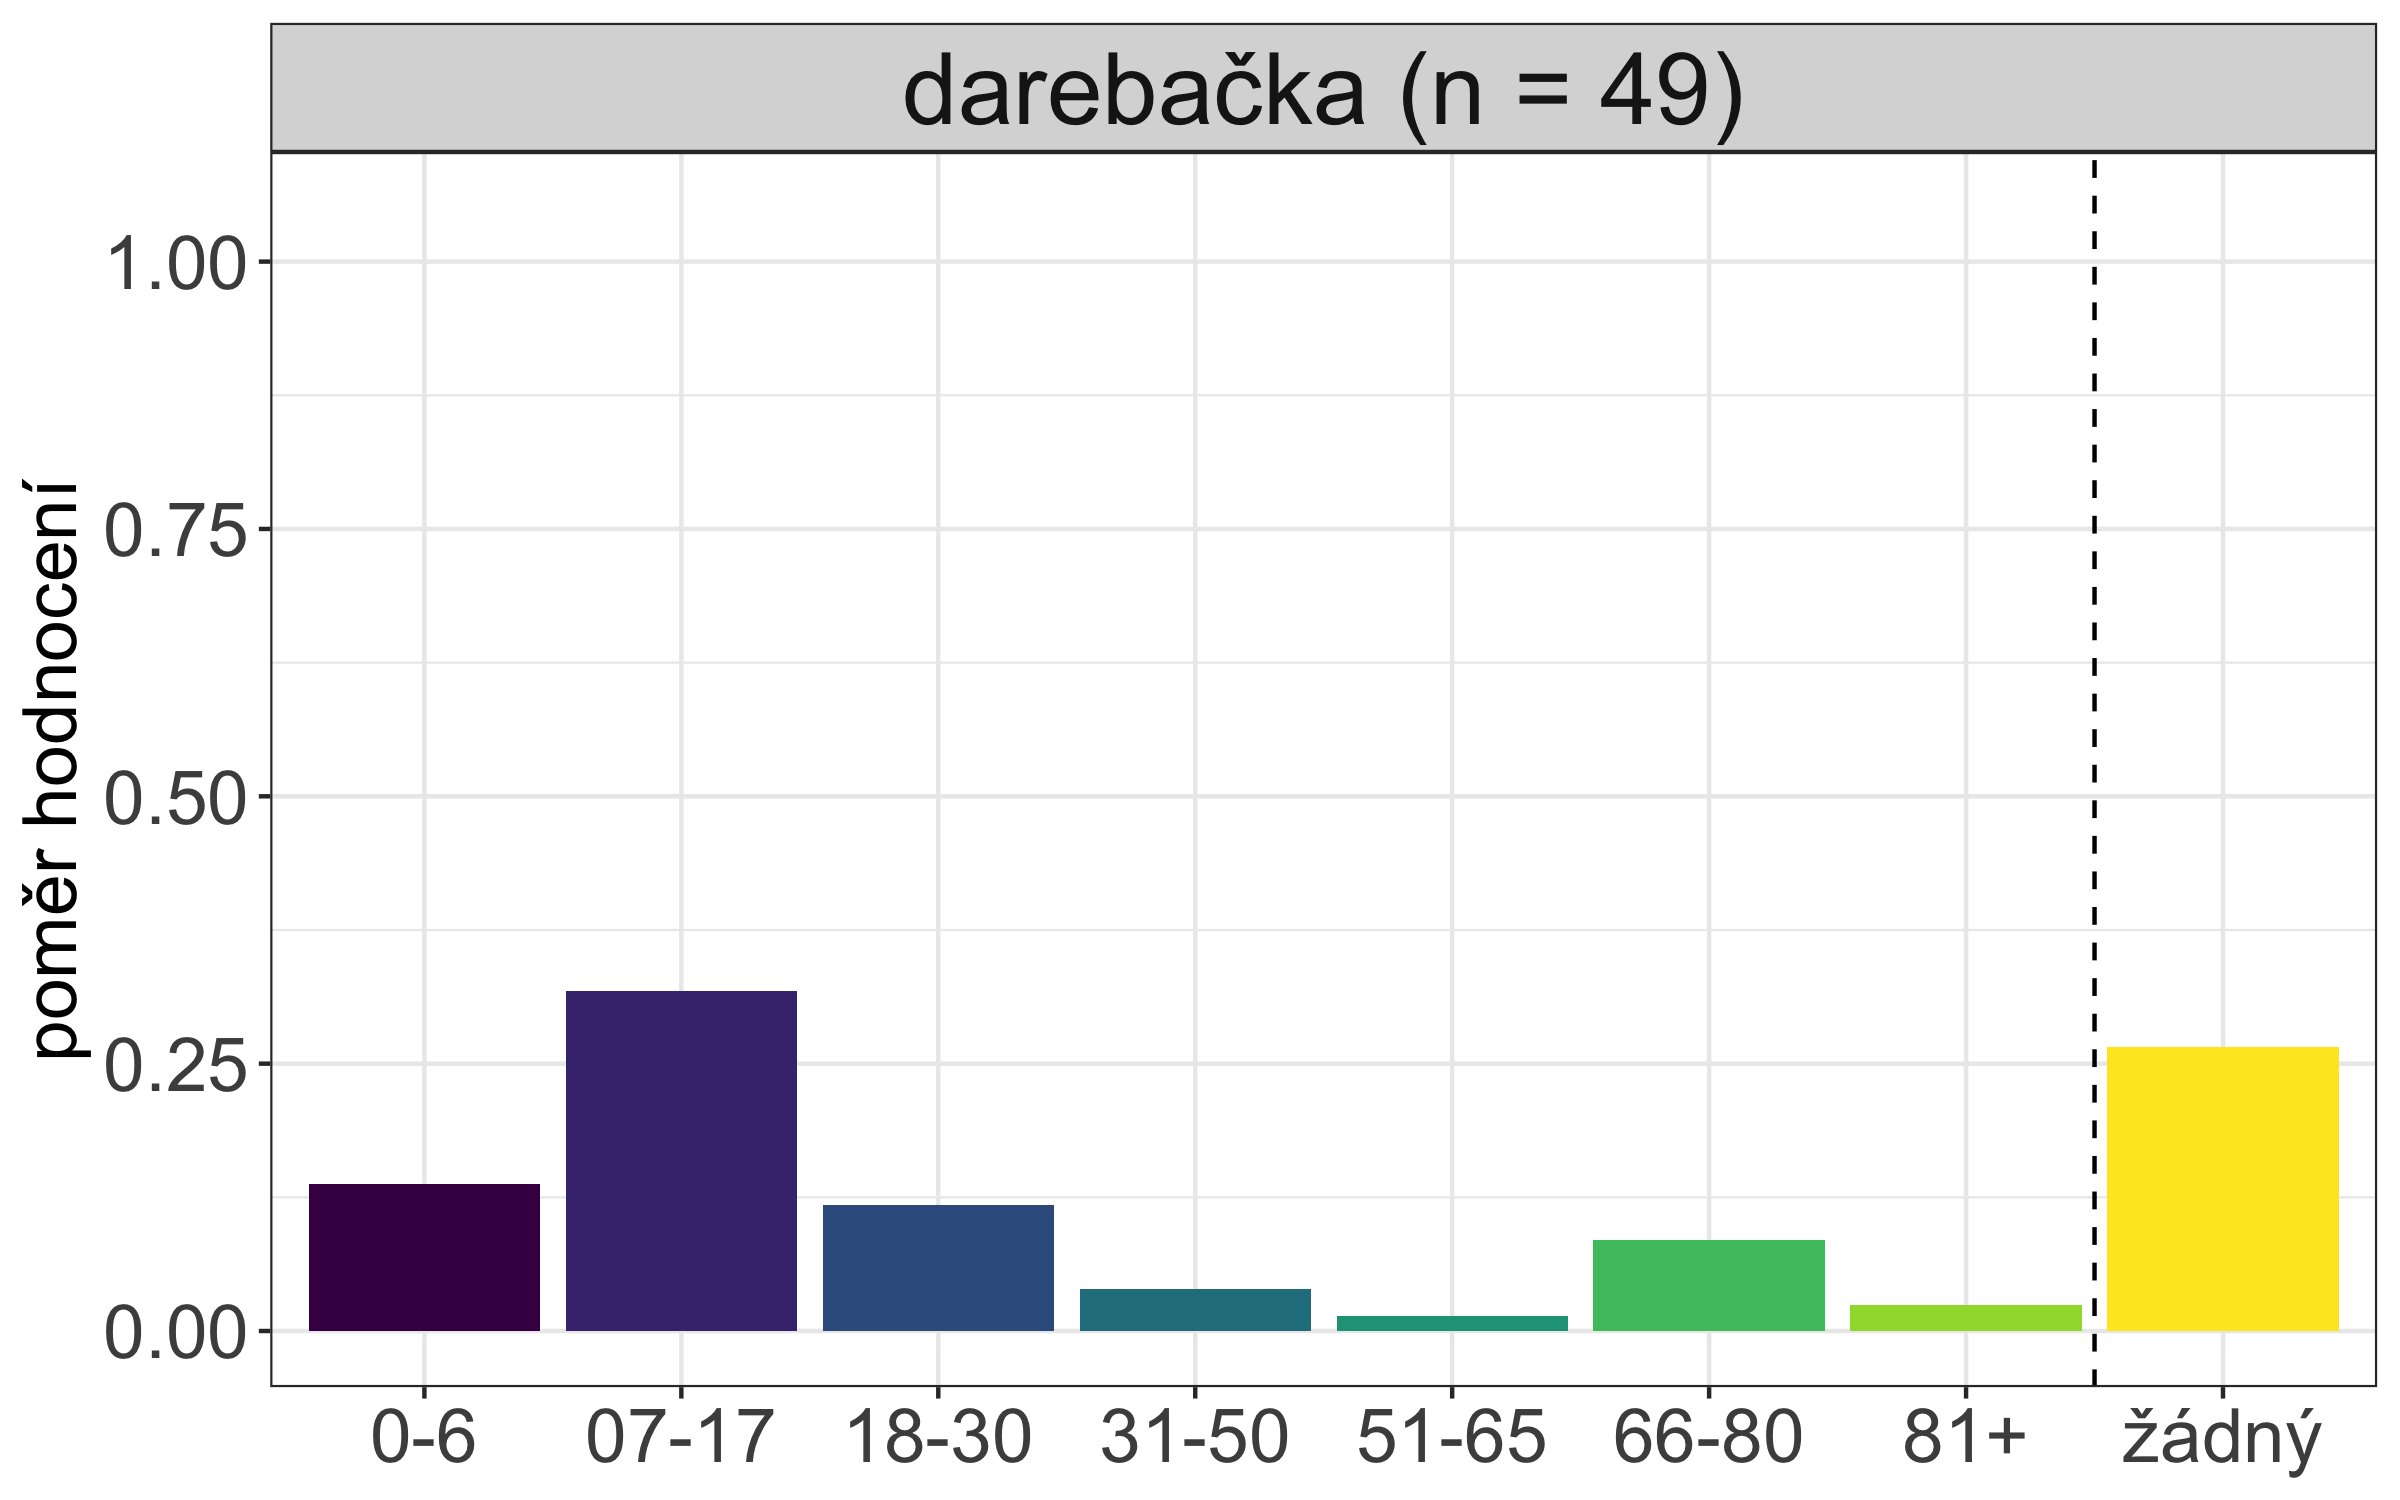 darebačka (n = 49)
poměr hodnocení
1.00
0.75
0.50
0.25
0.00
0-6 07-17 18-30 31-50 51-65 66-80 81+ žádný